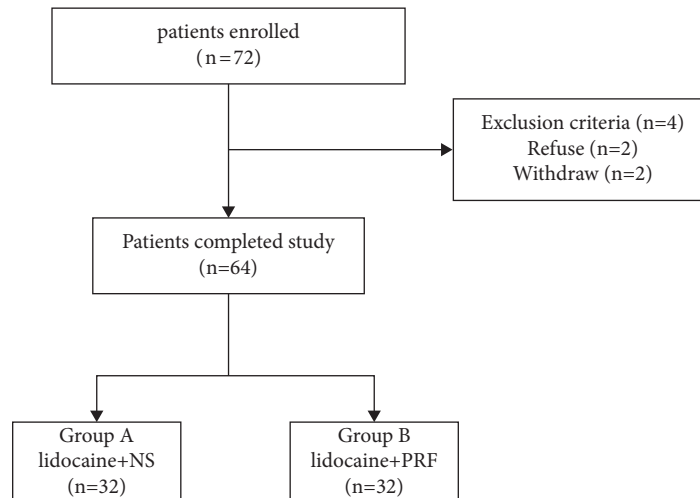 patients enrolled
(n=72)
Exclusion criteria (n=4)
Refuse (n=2)
Withdraw (n=2)
Patients completed study
(n=64)
Group A
lidocaine+NS
(n=32)
Group B
lidocaine+PRF
(n=32)